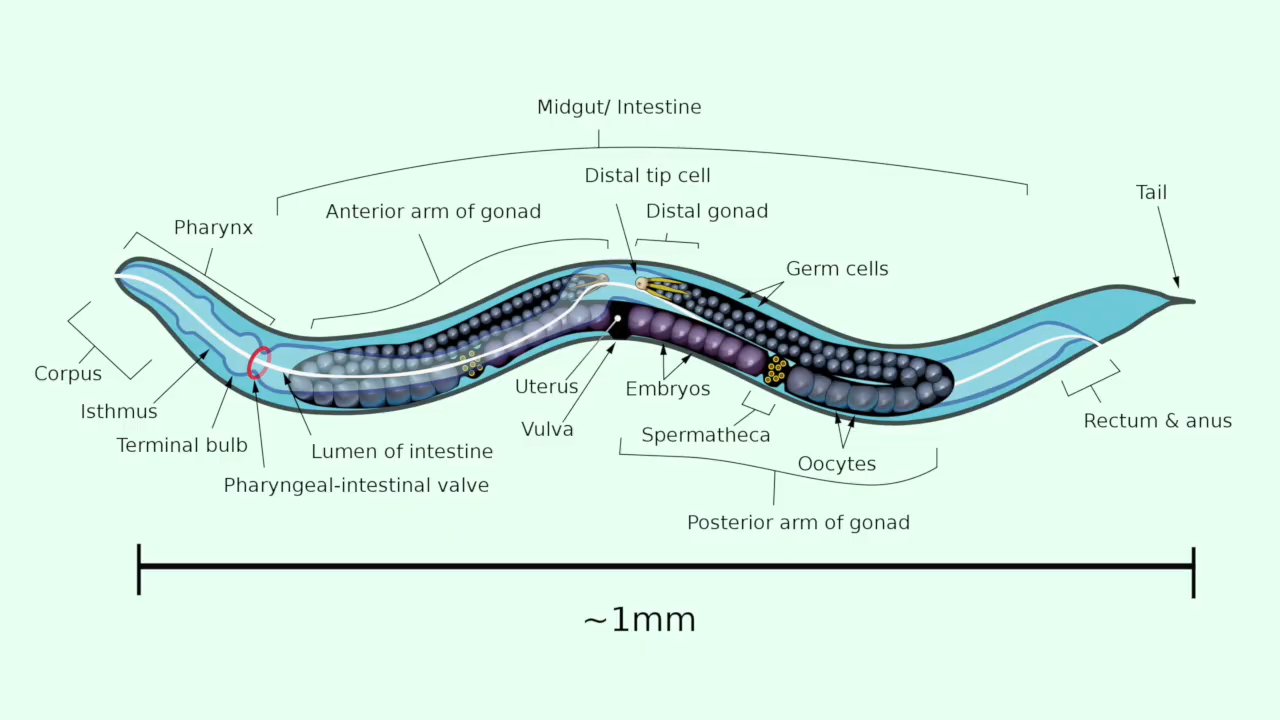 Midgut/ Intestine
Distal tip cell
Tail
Anterior arm of gonad
Distal gonad
Pharynx
Germ cells
Corpus
Uterus
Embryos
Isthmus
Rectum & anus
Vulva
Spermatheca
Terminal bulb
Lumen of intestine
Oocytes
Pharyngeal-intestinal valve
Posterior arm of gonad
~1mm